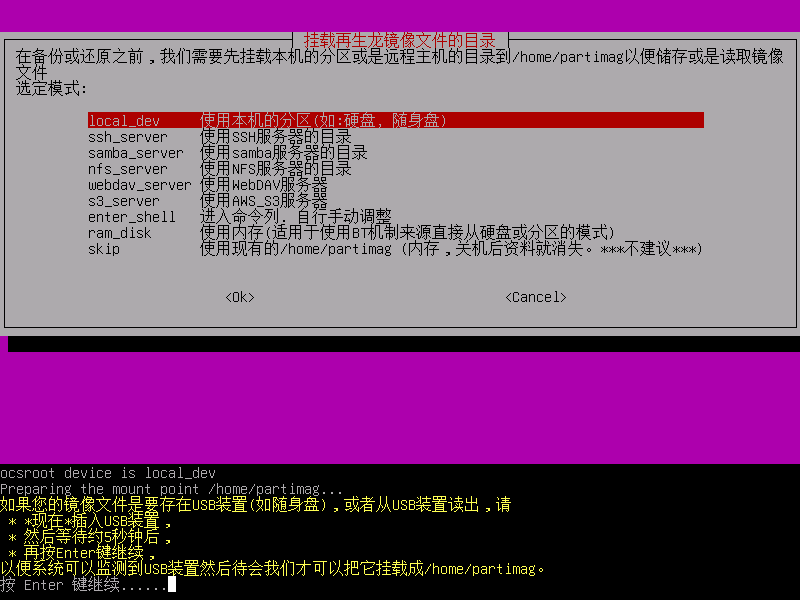 挂载再生龙镜像文件的目录
在备份或还原之前,我们需要先挂载本机的分区或是远程主机的目录到/home/partimag以便储存或是读取镜像
文件
选定模式:
local_dev 使用本机的分区(如:硬盘, 随身盘)
ssh_server 使用SSH服务器的目录
samba_server 使用samba服务器的目录
nfs_server 使用NFS服务器的目录
webdav_server 使用WebDAV服务器
s3_server 使用AWS_S3服务器
enter_shell 进入命令列. 自行手动调整
ram_disk 使用内存(适用于使用BT机制来源直接从硬盘或分区的模式)
skip 使用现有的/home/partimag (内存,关机后资料就消失。***不建议***)
<Ok> <Cancel>
ocsroot device is local_dev
Preparing the mount point /home/partimag...
如果您的镜像文件是要存在USB装置(如随身盘),或者从USB装置读出,请
* *现在*插入USB装置,
* 然后等待约5秒钟后,
* 再按Enter键继续,
以便系统可以监测到USB装置然后待会我们才可以把它挂载成/home/partimag。
按 Enter 键继续......